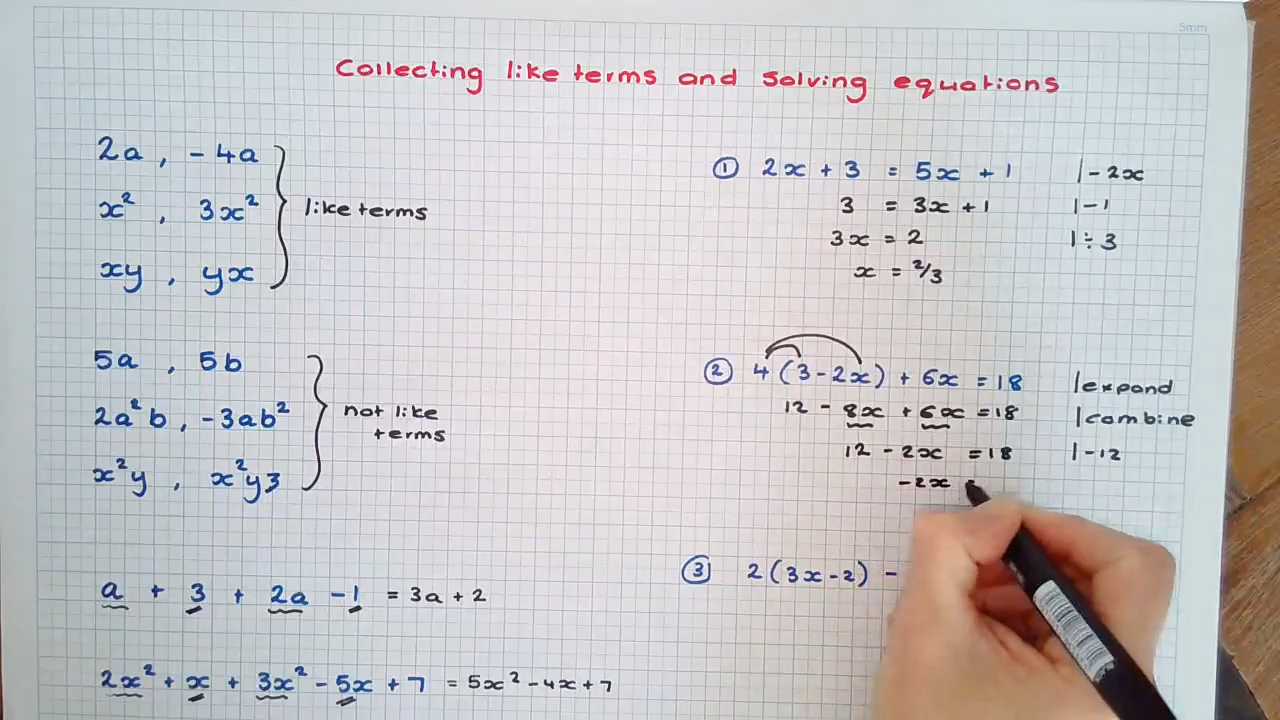 5mm
Collecting like terms and solving equations
2a , - 4a
x² , 3x²
xy , yx
like terms
5a , 5b
2a²b , -3ab²
x²y , x²y3
not like
terms
a + 3 + 2a - 1 = 3a + 2
2x² + x + 3x² - 5x + 7 = 5x² - 4x + 7
① 2x + 3 = 5x + 1 | - 2x
3 = 3x + 1 | - 1
3x = 2 | ÷ 3
x = 2/3
② 4 (3 - 2x) + 6x = 18 | expand
12 - 8x + 6x = 18 | combine
12 - 2x = 18 | - 12
-2x
③ 2 (3x - 2) -